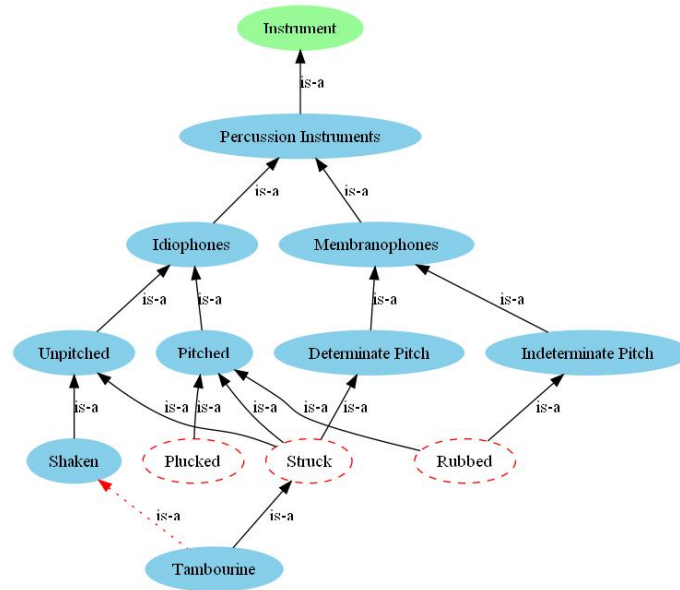 Instrument
is-a
Percussion Instruments
is-a
is-a
Idiophones
Membranophones
is-a
is-a
is-a
is-a
Unpitched
Pitched
Determinate Pitch
Indeterminate Pitch
is-a
is-a
is-a
is-a
is-a
is-a
is-a
Shaken
Plucked
Struck
Rubbed
is-a
is-a
Tambourine